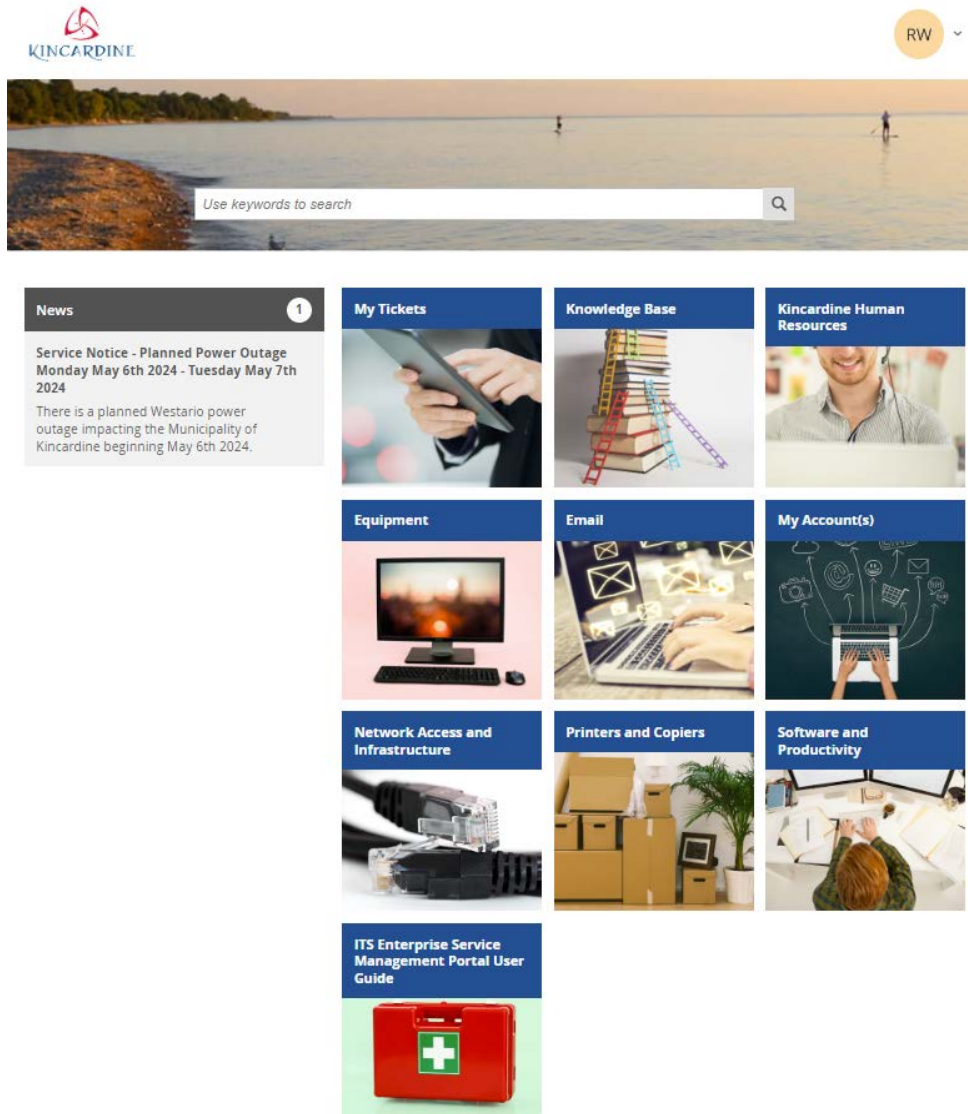 KINCARDINE
RW
Use keywords to search
News
1
Service Notice - Planned Power Outage
Monday May 6th 2024 - Tuesday May 7th
2024
There is a planned Westario power
outage impacting the Municipality of
Kincardine beginning May 6th 2024.
My Tickets
Knowledge Base
Kincardine Human
Resources
Equipment
Email
My Account(s)
Network Access and
Infrastructure
Printers and Copiers
Software and
Productivity
ITS Enterprise Service
Management Portal User
Guide